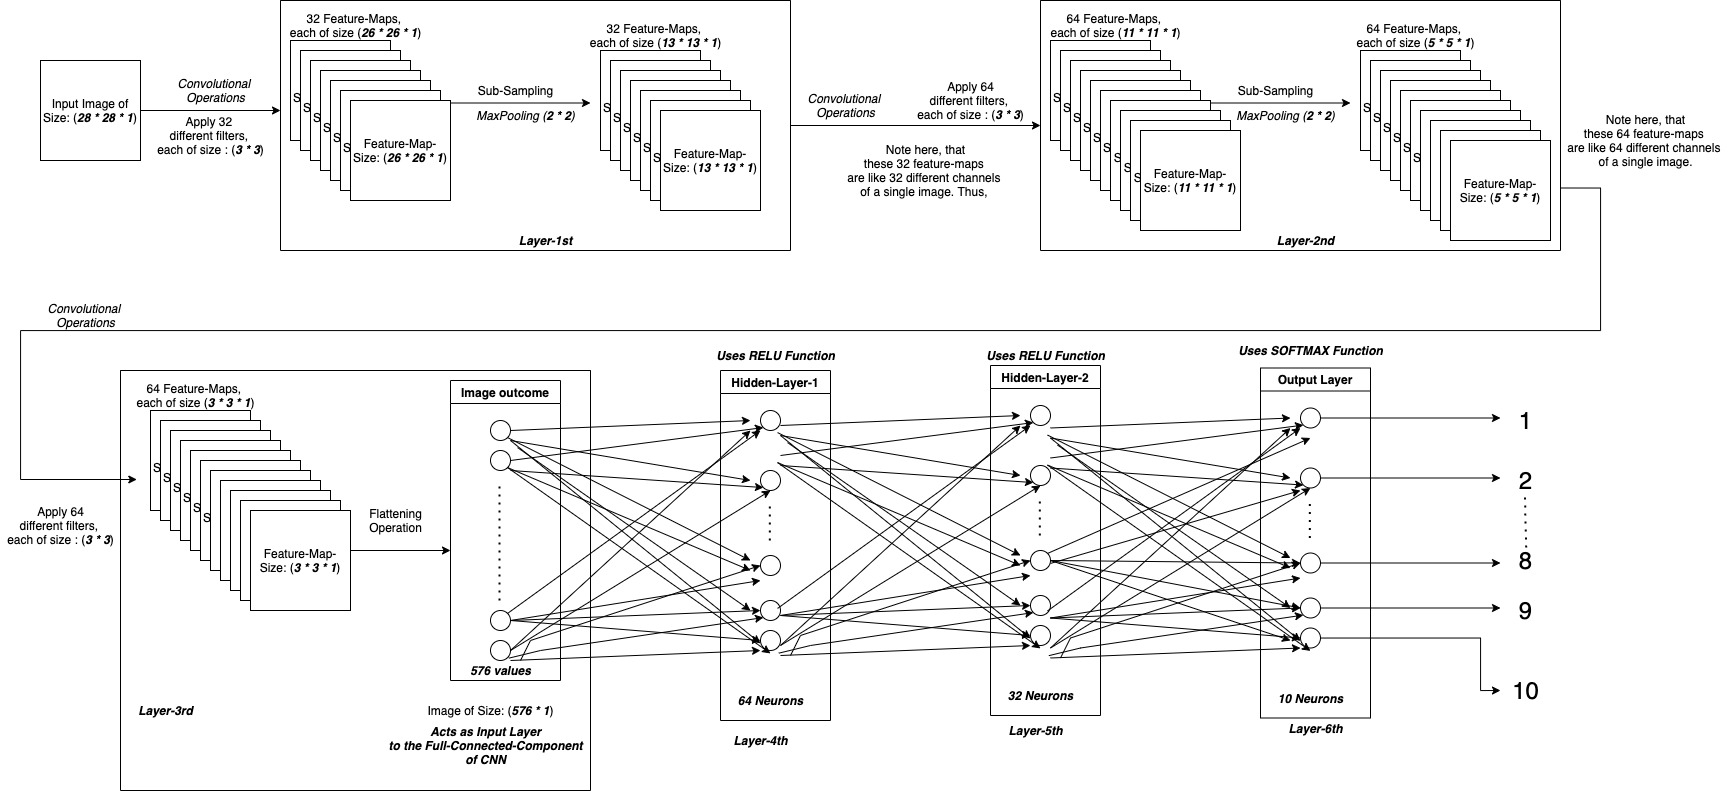 Input Image of
Size: (28 * 28 * 1)
Convolutional
Operations
Apply 32
different filters,
each of size : (3 * 3)
32 Feature-Maps,
each of size (26 * 26 * 1)
S
S
S
Feature-Map-
Size: (26 * 26 * 1)
Sub-Sampling
MaxPooling (2 * 2)
32 Feature-Maps,
each of size (13 * 13 * 1)
S
S
S
S
S
S
Feature-Map-
Size: (13 * 13 * 1)
Layer-1st
Convolutional
Operations
Apply 64
different filters,
each of size : (3 * 3)
Note here, that
these 32 feature-maps
are like 32 different channels
of a single image. Thus,
64 Feature-Maps,
each of size (11 * 11 * 1)
S
S
S
S
S
S
S
S
S
Feature-Map-
Size: (11 * 11 * 1)
Sub-Sampling
MaxPooling (2 * 2)
64 Feature-Maps,
each of size (5 * 5 * 1)
S
S
S
S
S
S
S
S
S
Feature-Map-
Size: (5 * 5 * 1)
Layer-2nd
Note here, that
these 64 feature-maps
are like 64 different channels
of a single image.
Convolutional
Operations
Apply 64
different filters,
each of size : (3 * 3)
64 Feature-Maps,
each of size (3 * 3 * 1)
S
S
S
S
S
S
Feature-Map-
Size: (3 * 3 * 1)
Layer-3rd
Flattening
Operation
Image outcome
576 values
Image of Size: (576 * 1)
Acts as Input Layer
to the Full-Connected-Component
of CNN
Uses RELU Function
Hidden-Layer-1
64 Neurons
Layer-4th
Uses RELU Function
Hidden-Layer-2
32 Neurons
Layer-5th
Uses SOFTMAX Function
Output Layer
10 Neurons
Layer-6th
1
2
8
9
10